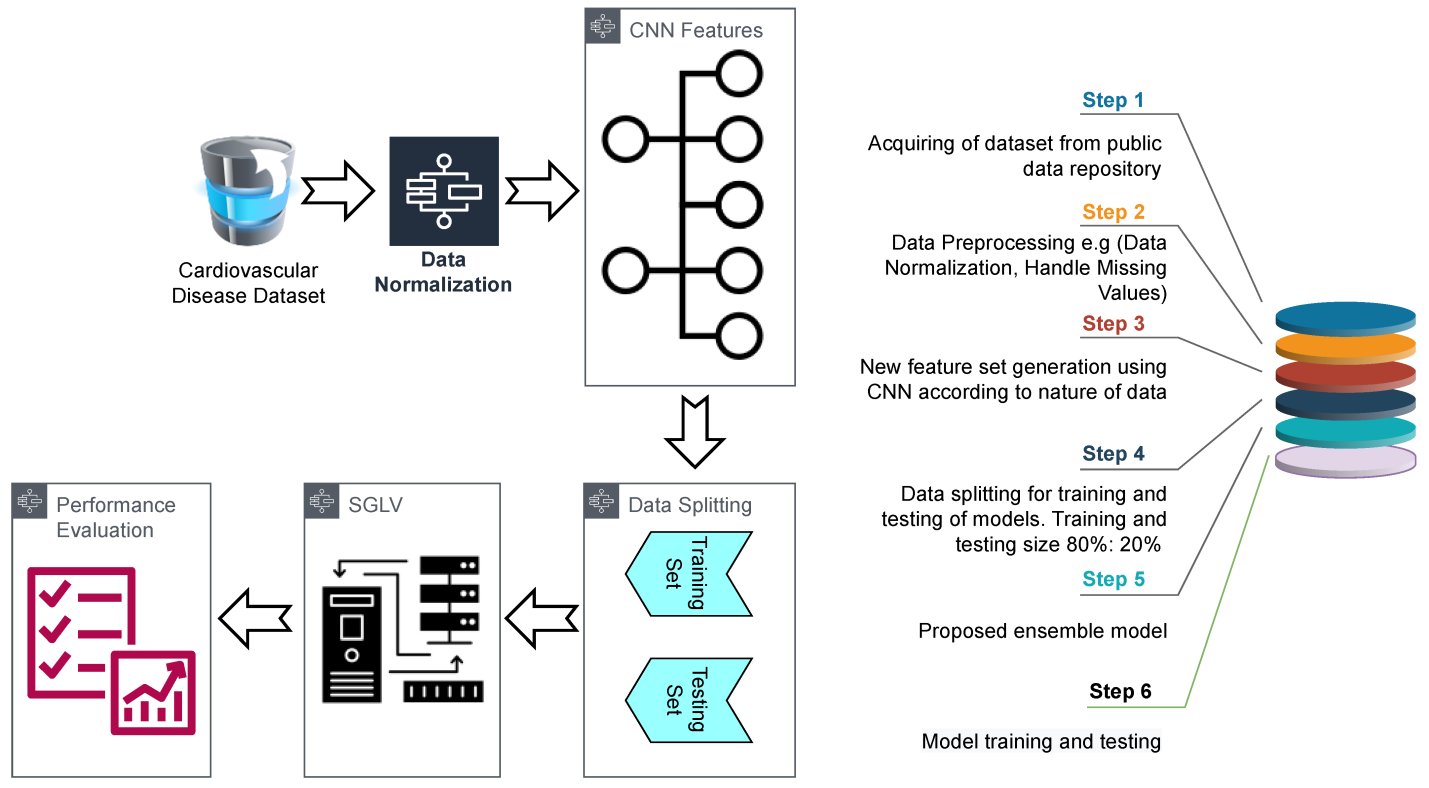 CNN Features
Cardiovascular
Disease Dataset
Data
Normalization
Data Splitting
Training
Set
Testing
Set
SGLV
Performance
Evaluation
Step 1
Acquiring of dataset from public
data repository
Step 2
Data Preprocessing e.g (Data
Normalization, Handle Missing
Values)
Step 3
New feature set generation using
CNN according to nature of data
Step 4
Data splitting for training and
testing of models. Training and
testing size 80%: 20%
Step 5
Proposed ensemble model
Step 6
Model training and testing